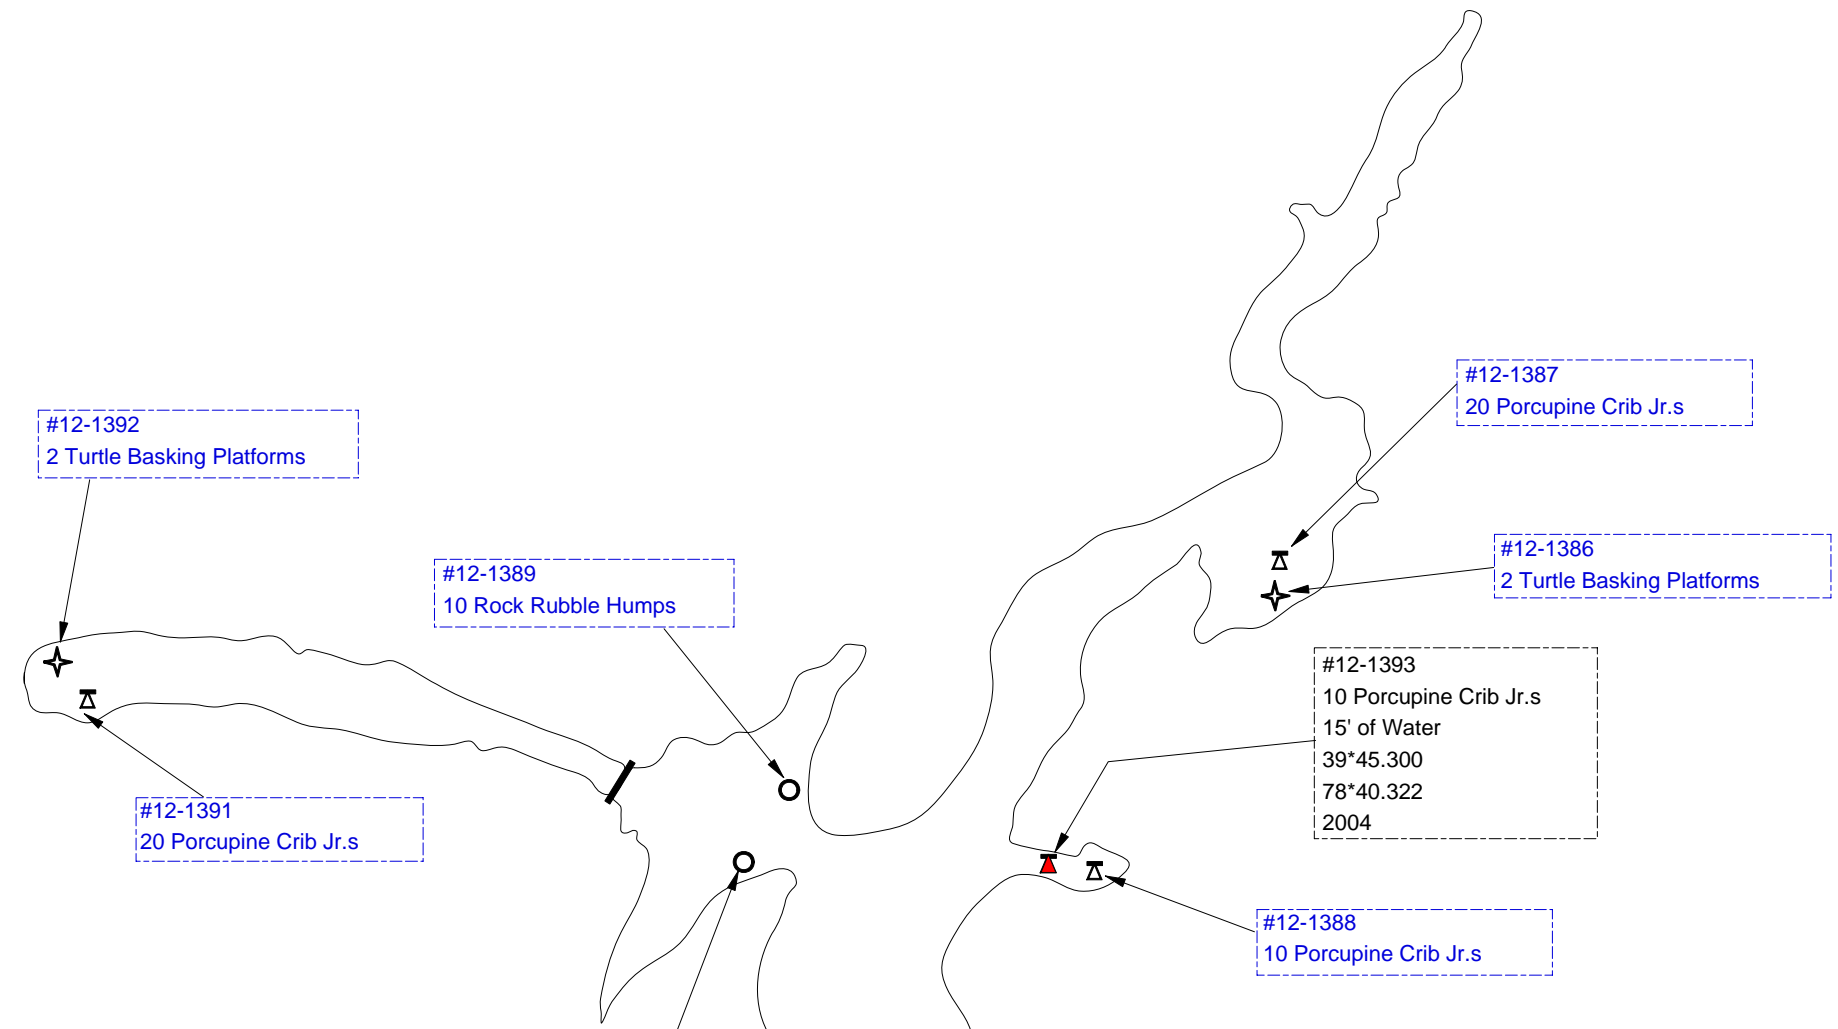 #12-1387
20 Porcupine Crib Jr.s
#12-1392
2 Turtle Basking Platforms
#12-1386
2 Turtle Basking Platforms
#12-1389
10 Rock Rubble Humps
#12-1393
10 Porcupine Crib Jr.s
15' of Water
39*45.300
78*40.322
2004
#12-1391
20 Porcupine Crib Jr.s
#12-1388
10 Porcupine Crib Jr.s